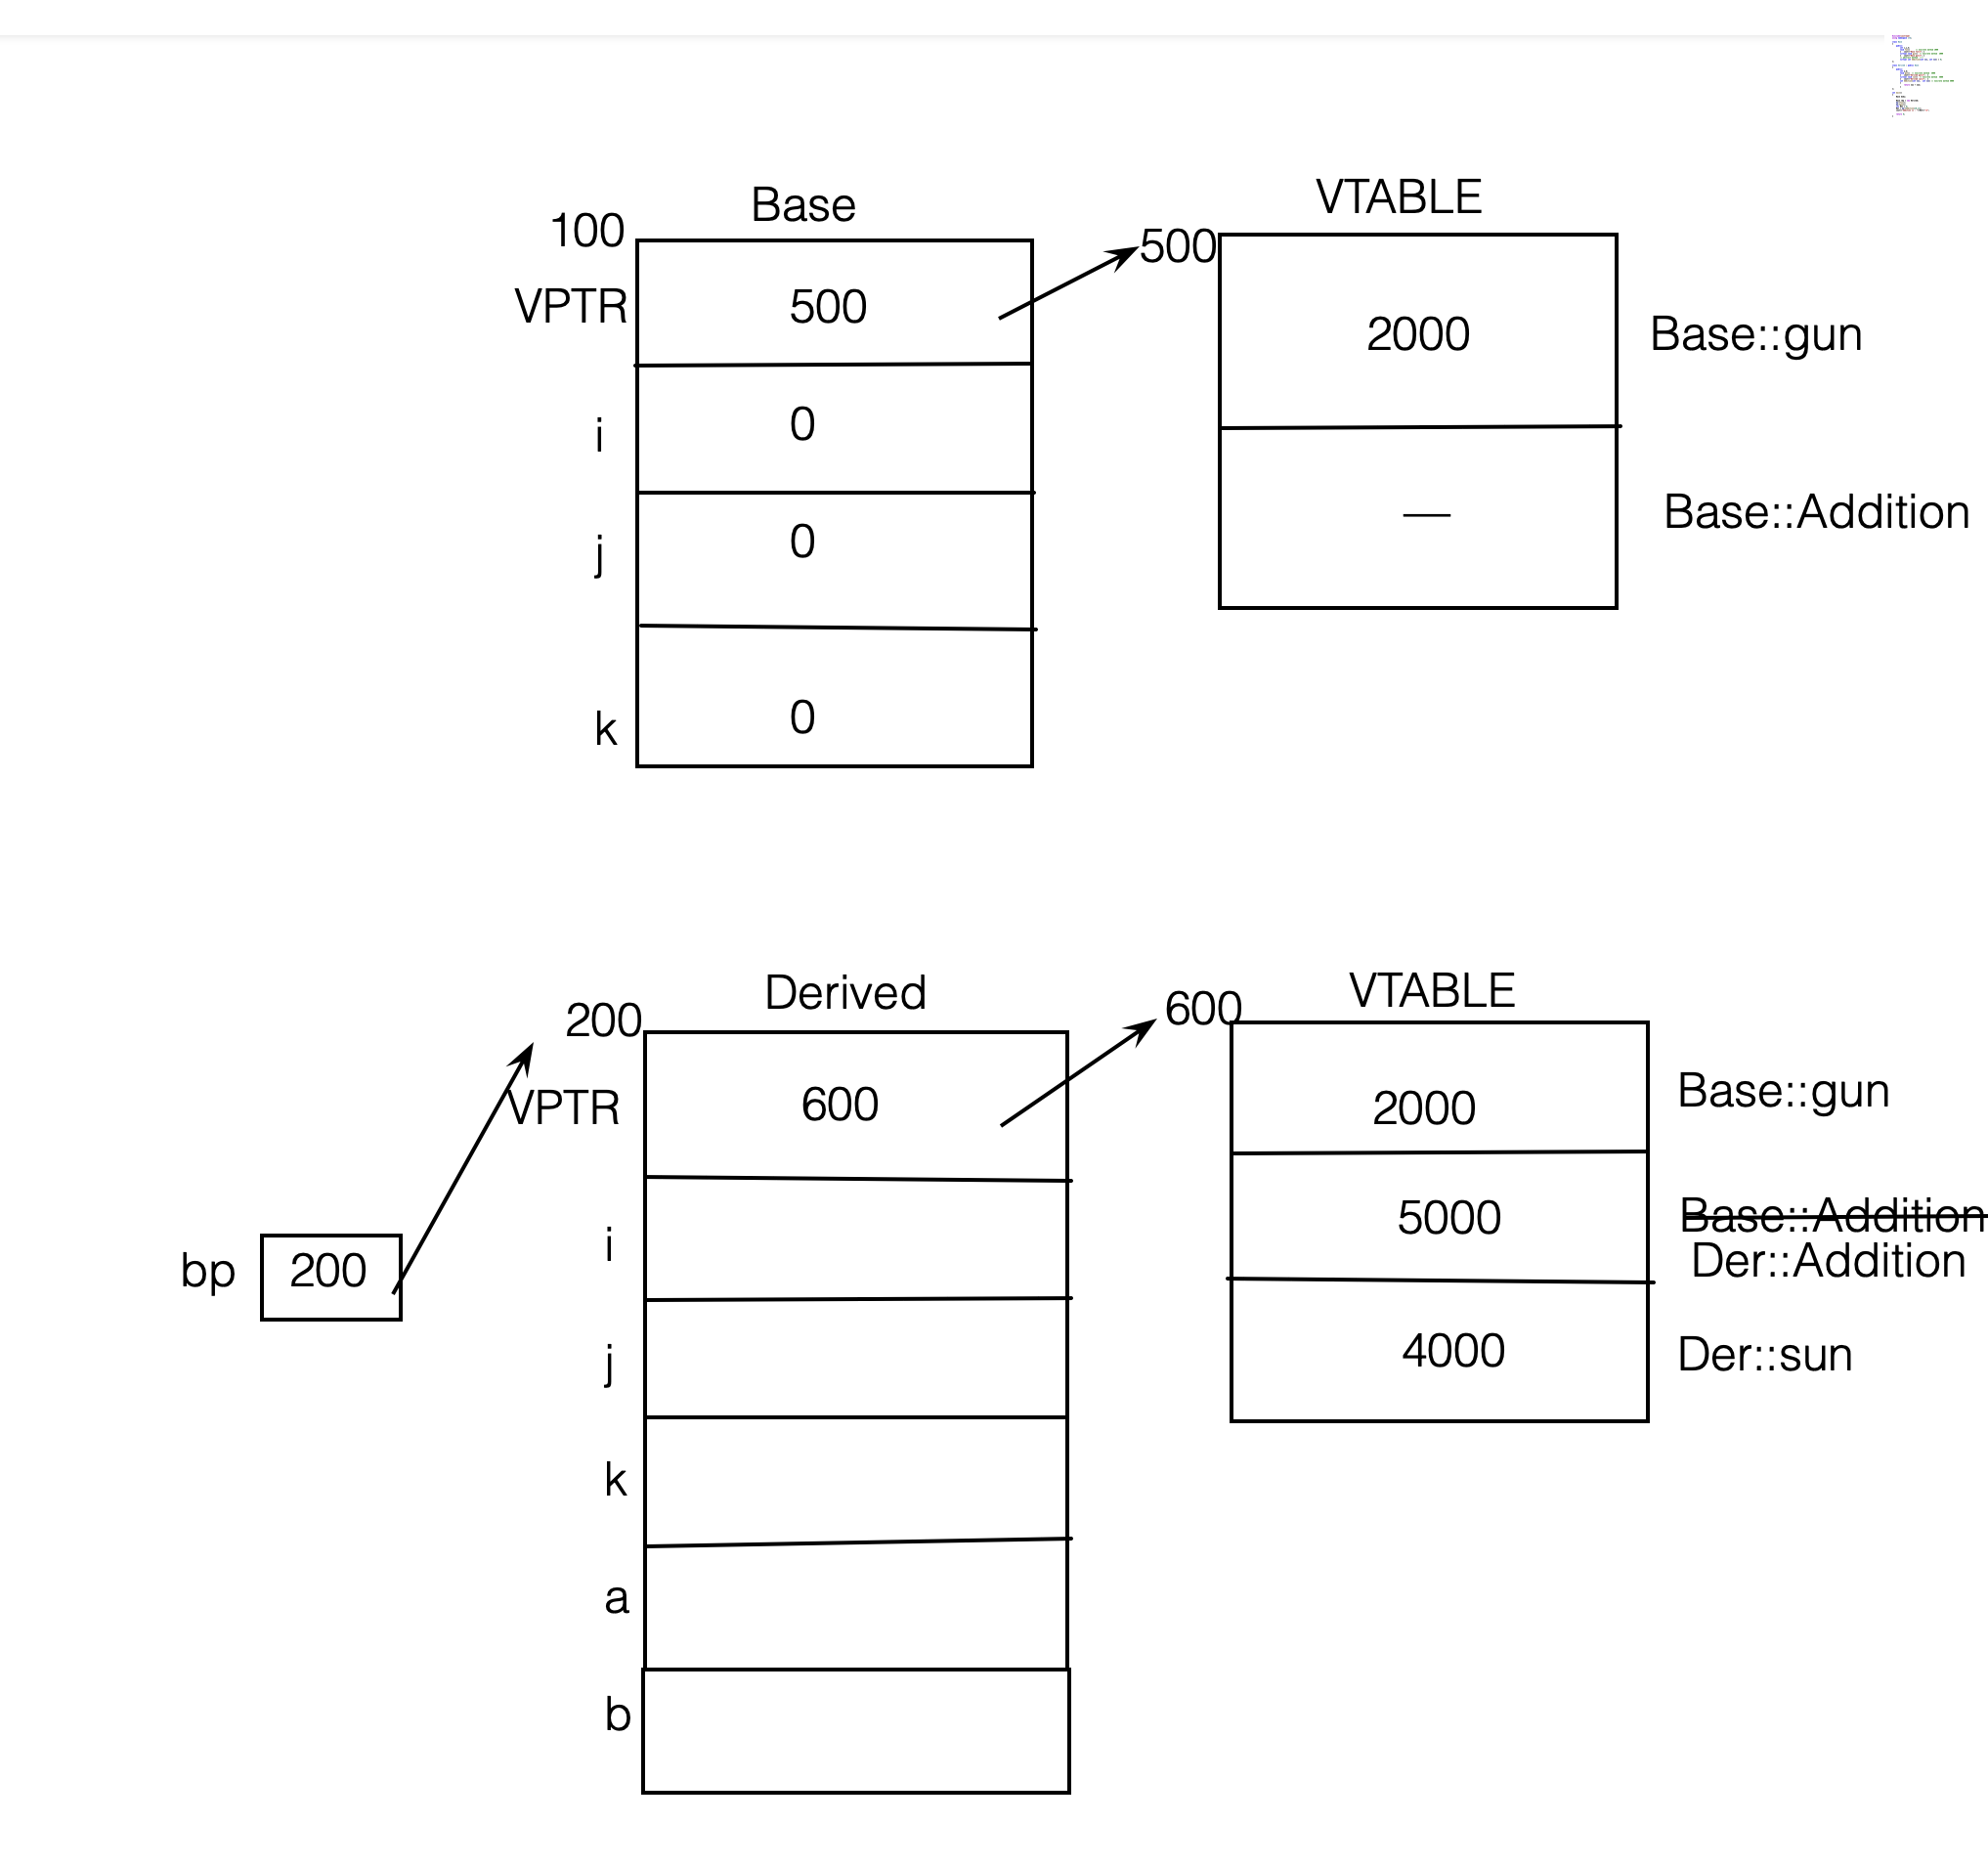 Base
VTABLE
100
500
VPTR
500
2000
Base::gun
i
0
—
Base::Addition
j
0
k
0
Derived
VTABLE
200
600
VPTR
600
2000
Base::gun
5000
Base::Addition
Der::Addition
bp
200
i
4000
Der::sun
j
k
a
b